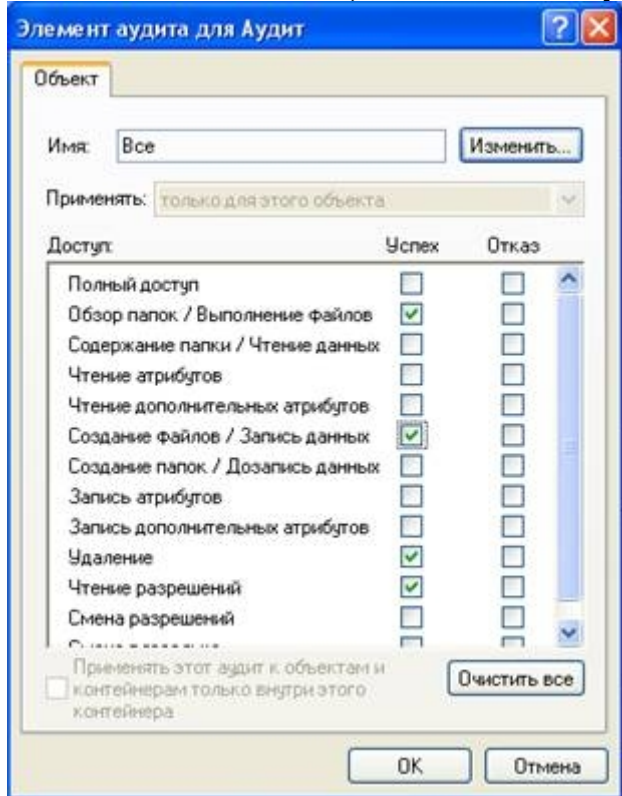 Элемент аудита для Аудит
Объект
Имя: Все Изменить...
Применять: только для этого объекта
Доступ: Успех Отказ
Полный доступ
Обзор папок / Выполнение файлов
Содержание папки / Чтение данных
Чтение атрибутов
Чтение дополнительных атрибутов
Создание файлов / Запись данных
Создание папок / Дозапись данных
Запись атрибутов
Запись дополнительных атрибутов
Удаление
Чтение разрешений
Смена разрешений
Применять этот аудит к объектам и
контейнерам только внутри этого
контейнера
Очистить все
OK Отмена